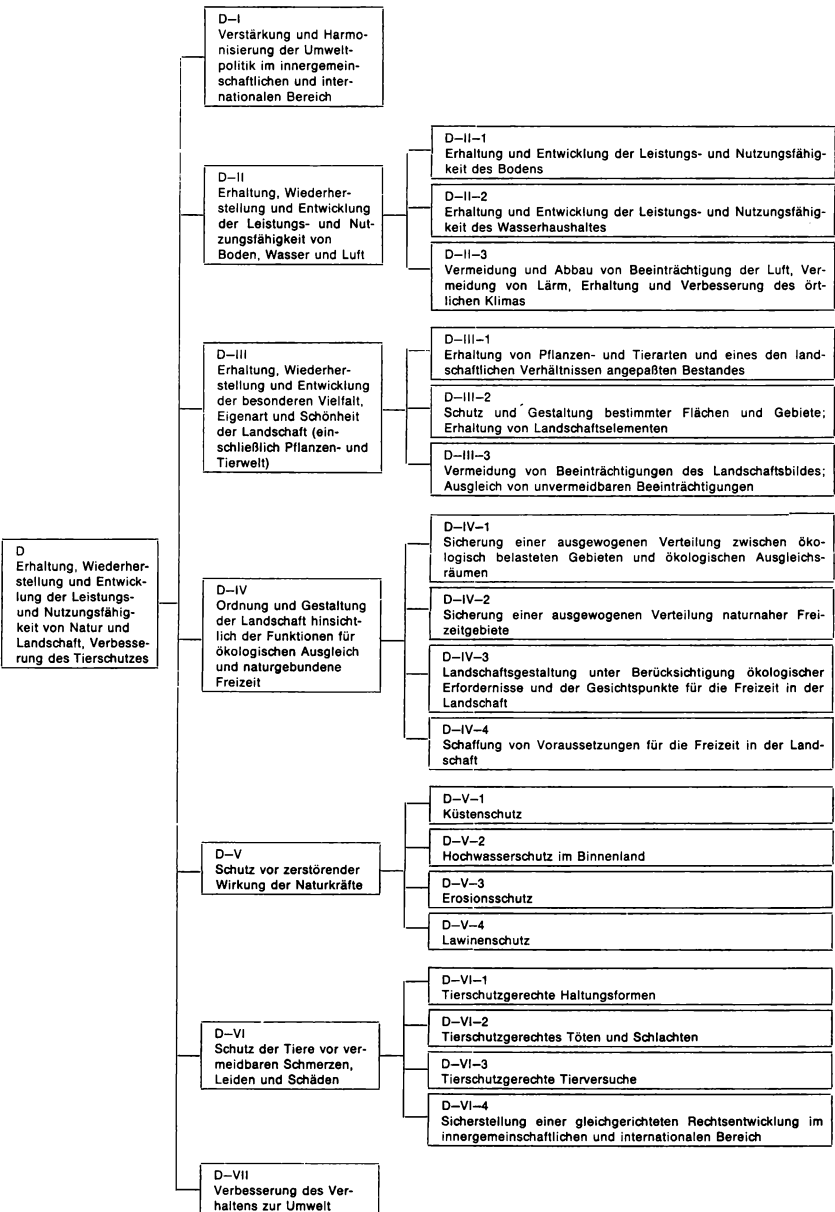 D
Erhaltung, Wiederher-
stellung und Entwick-
lung der Leistungs-
und Nutzungsfähig-
keit von Natur und
Landschaft, Verbesse-
rung des Tierschutzes
D—I
Verstärkung und Harmo-
nisierung der Umwelt-
politik im innergemein-
schaftlichen und inter-
nationalen Bereich
D—II
Erhaltung, Wiederher-
stellung und Entwicklung
der Leistungs- und Nut-
zungsfähigkeit von
Boden, Wasser und Luft
D—II—1
Erhaltung und Entwicklung der Leistungs- und Nutzungsfähig-
keit des Bodens
D—II—2
Erhaltung und Entwicklung der Leistungs- und Nutzungsfähig-
keit des Wasserhaushaltes
D—II—3
Vermeidung und Abbau von Beeinträchtigung der Luft, Ver-
meidung von Lärm, Erhaltung und Verbesserung des ört-
lichen Klimas
D—III
Erhaltung, Wiederher-
stellung und Entwicklung
der besonderen Vielfalt,
Eigenart und Schönheit
der Landschaft (ein-
schließlich Pflanzen- und
Tierwelt)
D—III—1
Erhaltung von Pflanzen- und Tierarten und eines den land-
schaftlichen Verhältnissen angepaßten Bestandes
D—III—2
Schutz und Gestaltung bestimmter Flächen und Gebiete;
Erhaltung von Landschaftselementen
D—III—3
Vermeidung von Beeinträchtigungen des Landschaftsbildes;
Ausgleich von unvermeidbaren Beeinträchtigungen
D—IV
Ordnung und Gestaltung
der Landschaft hinsicht-
lich der Funktionen für
ökologischen Ausgleich
und naturgebundene
Freizeit
D—IV—1
Sicherung einer ausgewogenen Verteilung zwischen öko-
logisch belasteten Gebieten und ökologischen Ausgleichs-
räumen
D—IV—2
Sicherung einer ausgewogenen Verteilung naturnaher Frei-
zeitgebiete
D—IV—3
Landschaftsgestaltung unter Berücksichtigung ökologischer
Erfordernisse und der Gesichtspunkte für die Freizeit in der
Landschaft
D—IV—4
Schaffung von Voraussetzungen für die Freizeit in der Land-
schaft
D—V
Schutz vor zerstörender
Wirkung der Naturkräfte
D—V—1
Küstenschutz
D—V—2
Hochwasserschutz im Binnenland
D—V—3
Erosionsschutz
D—V—4
Lawinenschutz
D—VI
Schutz der Tiere vor ver-
meidbaren Schmerzen,
Leiden und Schäden
D—VI—1
Tierschutzgerechte Haltungsformen
D—VI—2
Tierschutzgerechtes Töten und Schlachten
D—VI—3
Tierschutzgerechte Tierversuche
D—VI—4
Sicherstellung einer gleichgerichteten Rechtsentwicklung im
innergemeinschaftlichen und internationalen Bereich
D—VII
Verbesserung des Ver-
haltens zur Umwelt